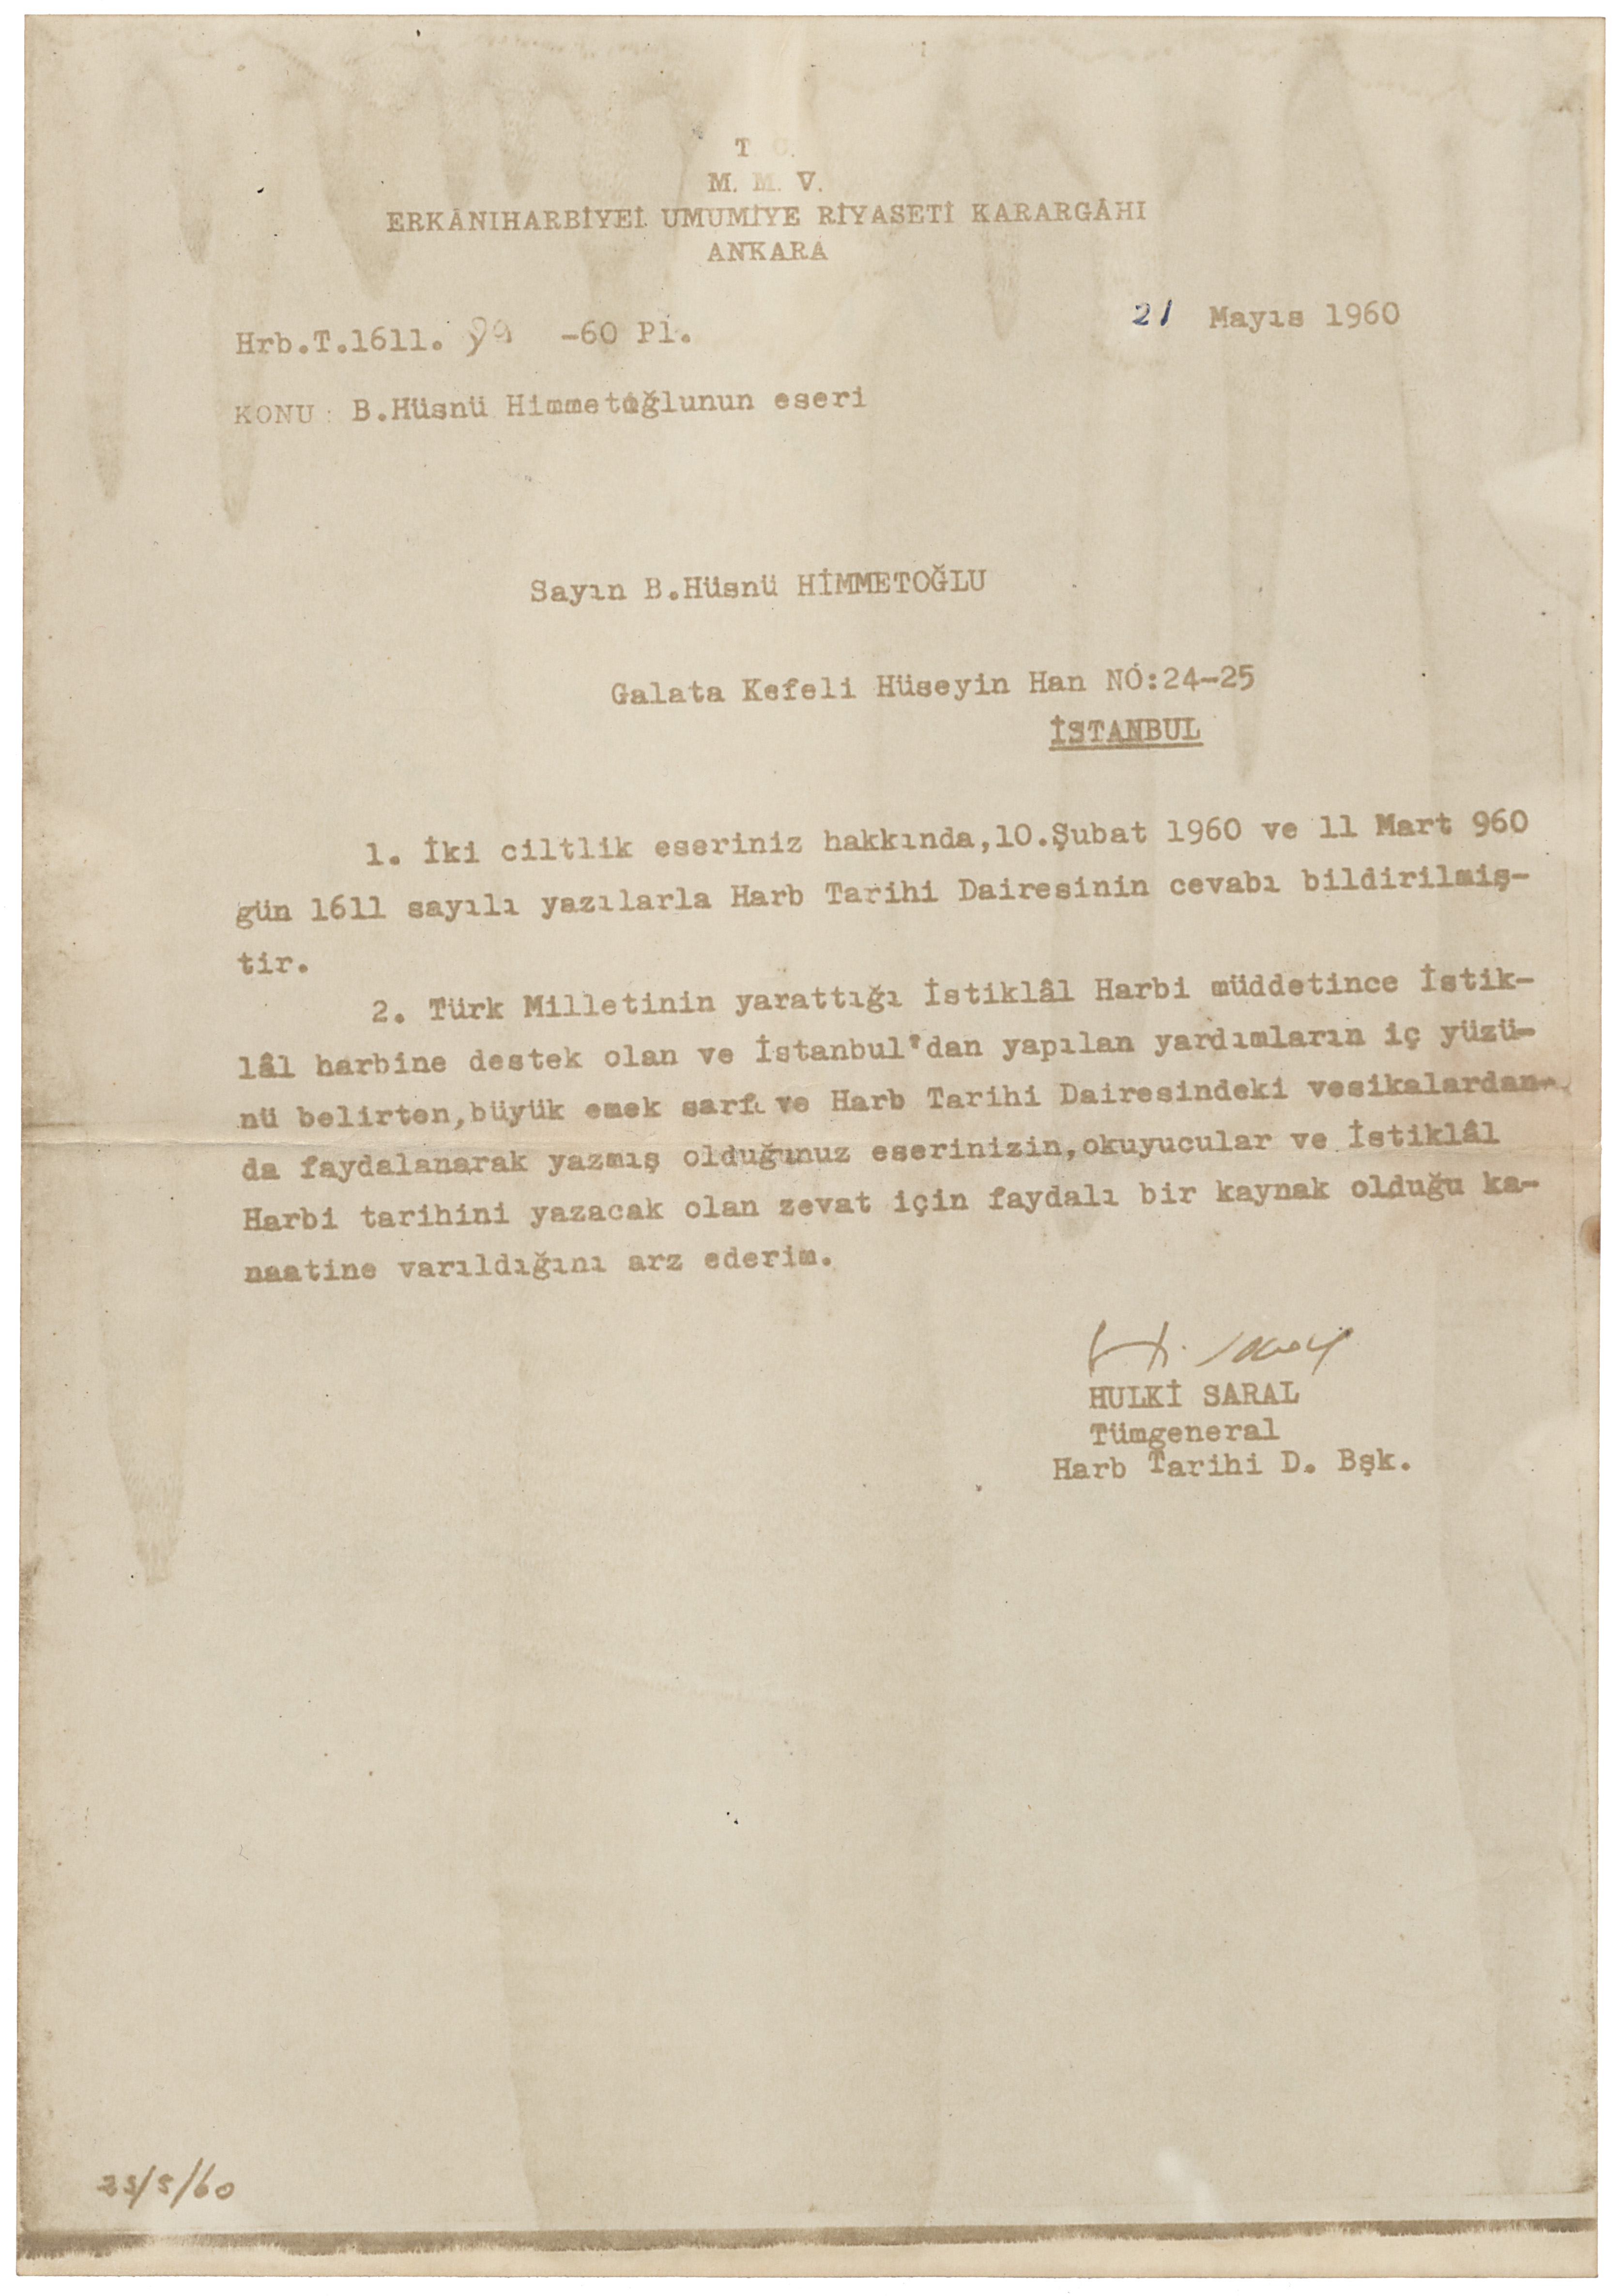 T. C.
M. M. V.
ERKÂNIHARBİYEİ UMUMİYE RİYASETİ KARARGÂHI
ANKARA
21 Mayıs 1960
Hrb.T.1611. -60 Pl.
KONU: B.Hüsnü Himmetoğlunun eseri
Sayın B.Hüsnü HİMMETOĞLU
Galata Kefeli Hüseyin Han NO:24-25
İSTANBUL
1. İki ciltlik eseriniz hakkında,10.Şubat 1960 ve 11 Mart 960
gün 1611 sayılı yazılarla Harb Tarihi Dairesinin cevabı bildirilmiş-
tir.
2. Türk Milletinin yarattığı İstiklâl Harbi müddetince İstik-
lâl harbine destek olan ve İstanbul'dan yapılan yardımların iç yüzü-
nü belirten,büyük emek sarfı ve Harb Tarihi Dairesindeki vesikalardan-
da faydalanarak yazmış olduğunuz eserinizin,okuyucular ve İstiklâl
Harbi tarihini yazacak olan zevat için faydalı bir kaynak olduğu ka-
naatine varıldığını arz ederim.
H. Saral
HULKİ SARAL
Tümgeneral
Harb Tarihi D. Bşk.
23/5/60